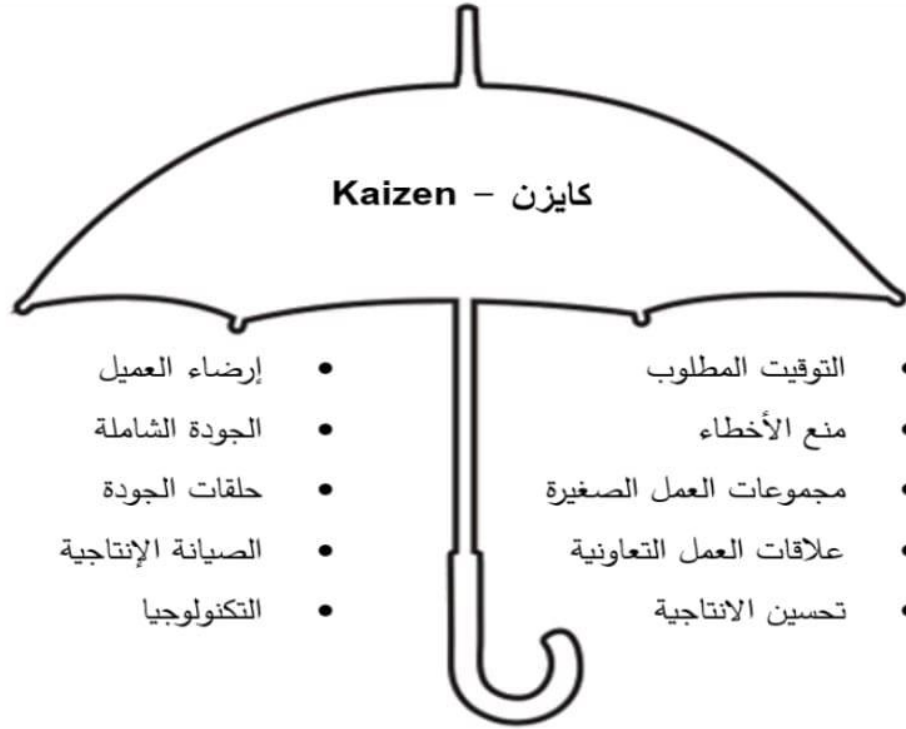 كايزن – Kaizen
• التوقيت المطلوب
• منع الأخطاء
• مجموعات العمل الصغيرة
• علاقات العمل التعاونية
• تحسين الانتاجية
• إرضاء العميل
• الجودة الشاملة
• حلقات الجودة
• الصيانة الإنتاجية
• التكنولوجيا